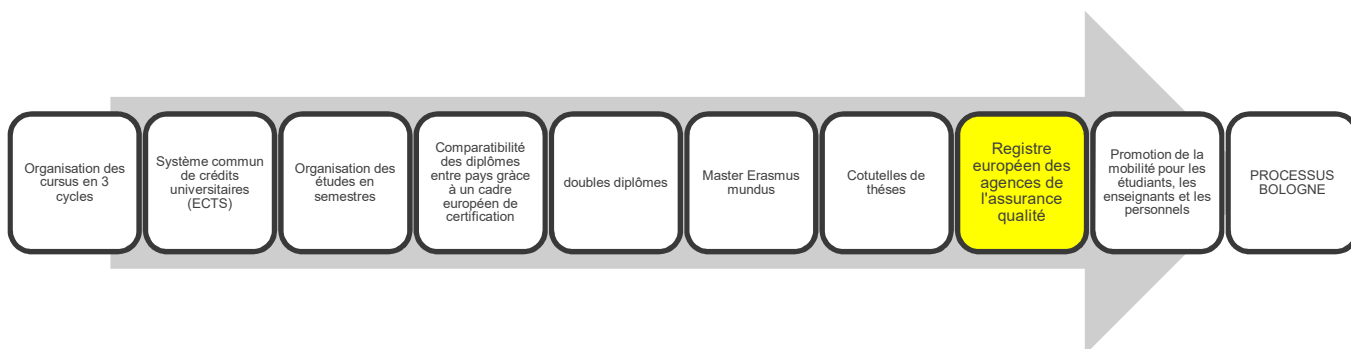 Organisation des
cursus en 3
cycles
Système commun
de crédits
universitaires
(ECTS)
Organisation des
études en
semestres
Comparatibilité
des diplômes
entre pays gràce
à un cadre
européen de
certification
doubles diplômes
Master Erasmus
mundus
Cotutelles de
théses
Registre
européen des
agences de
l'assurance
qualité
Promotion de la
mobilité pour les
étudiants, les
enseignants et les
personnels
PROCESSUS
BOLOGNE